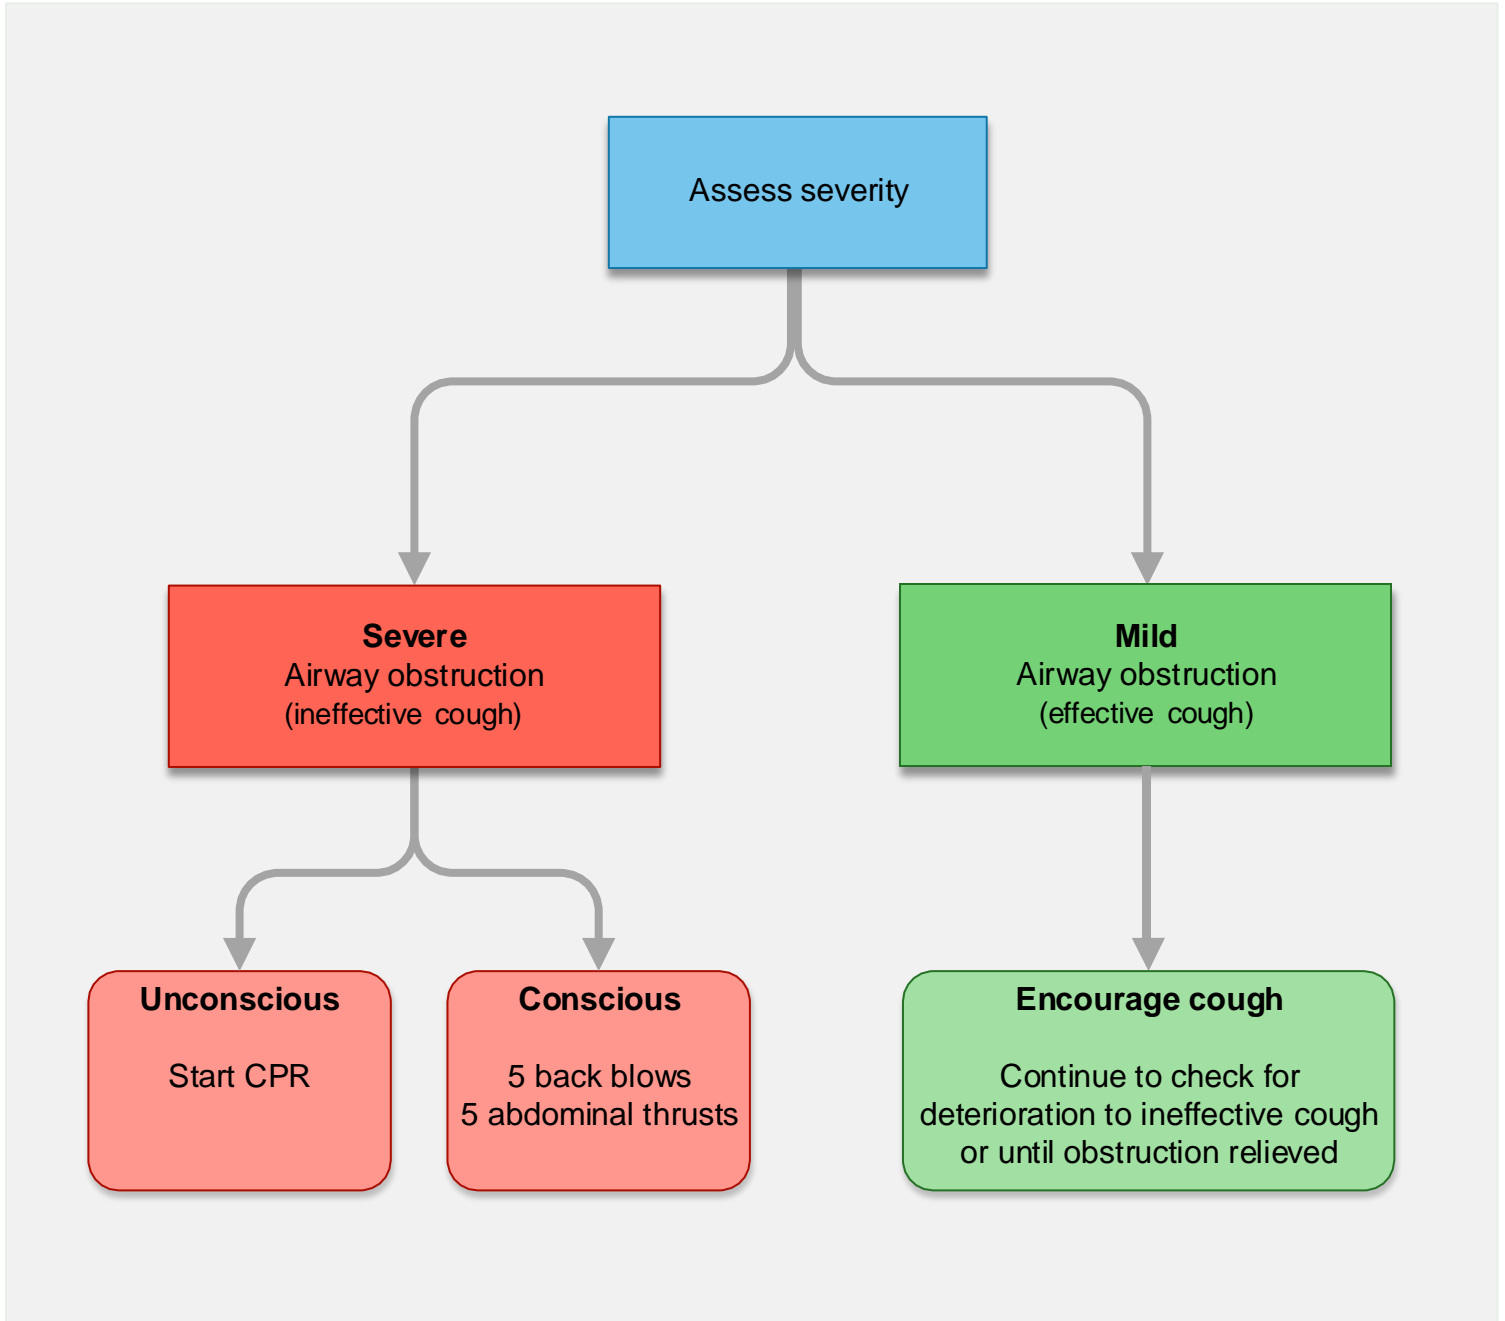 Assess severity
Severe
Airway obstruction
(ineffective cough)
Mild
Airway obstruction
(effective cough)
Unconscious
Start CPR
Conscious
5 back blows
5 abdominal thrusts
Encourage cough
Continue to check for
deterioration to ineffective cough
or until obstruction relieved